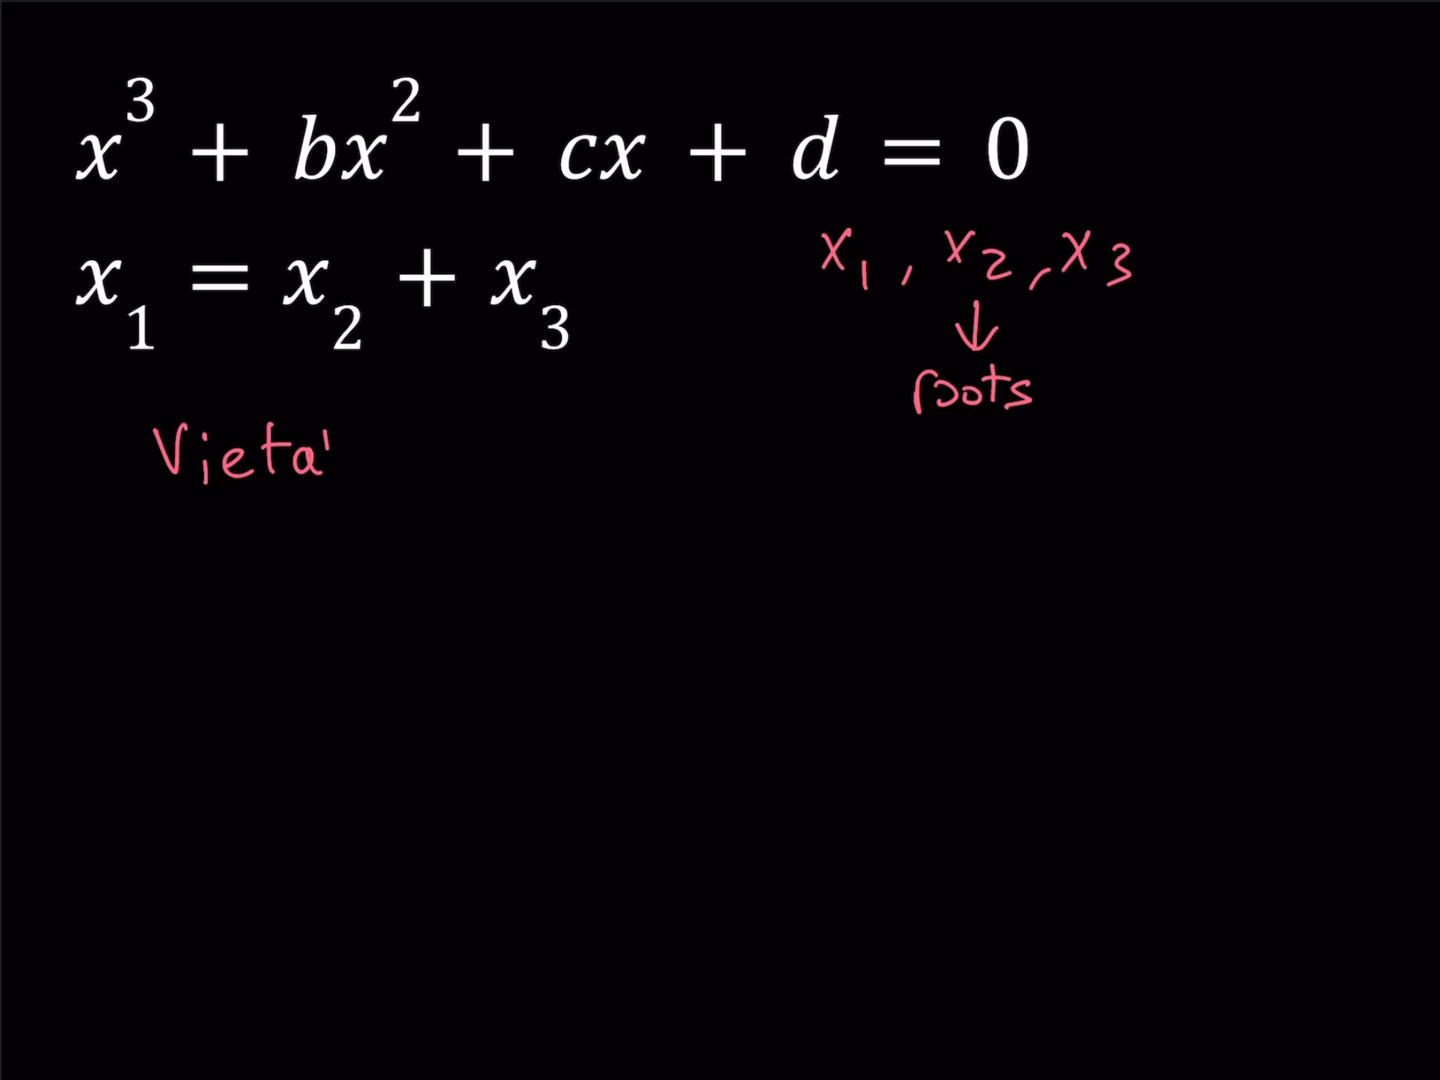 x³ + bx² + cx + d = 0
x₁ = x₂ + x₃
x₁, x₂, x₃
↓
roots
Vieta'